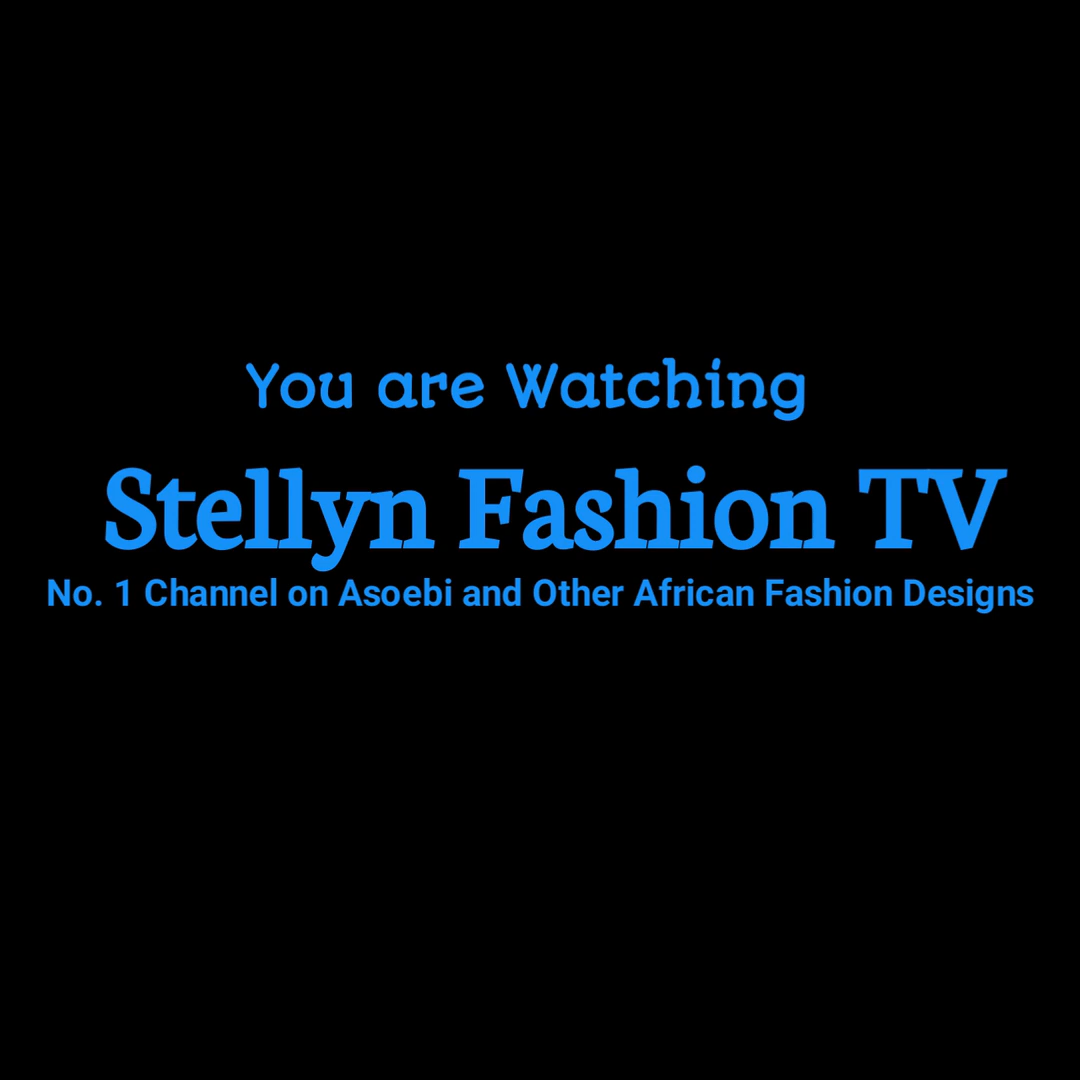 You are Watching
Stellyn Fashion TV
No. 1 Channel on Asoebi and Other African Fashion Designs